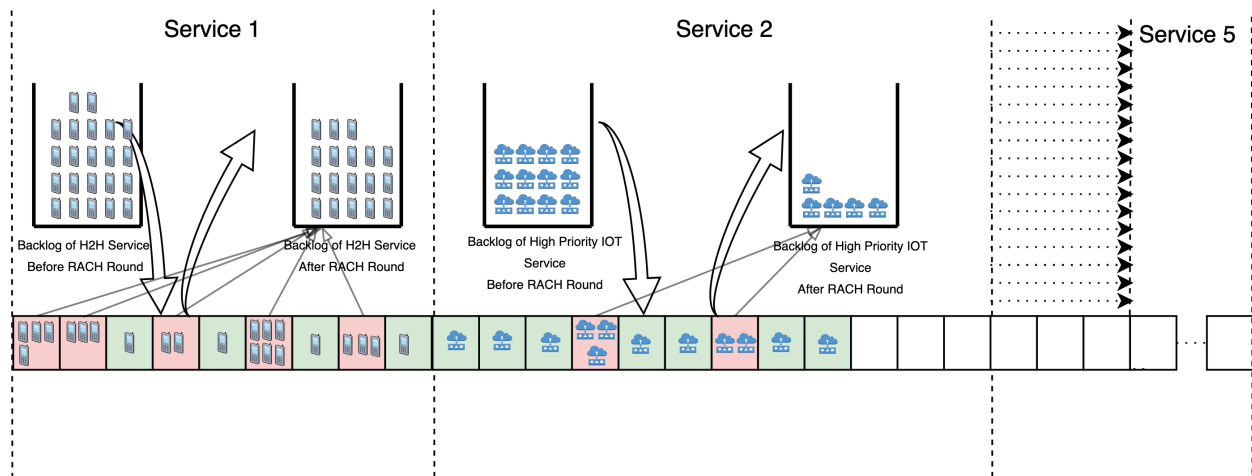 Service 1
Service 2
Service 5
Backlog of H2H Service
Before RACH Round
Backlog of H2H Service
After RACH Round
Backlog of High Priority IOT
Service
Before RACH Round
Backlog of High Priority IOT
Service
After RACH Round